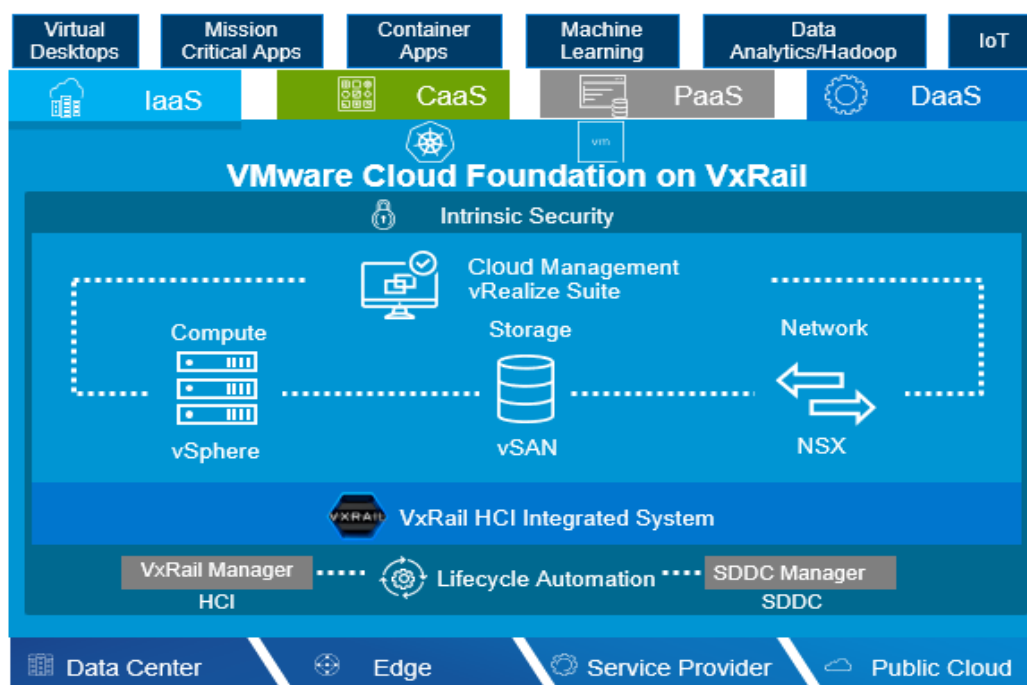 Virtual
Desktops
Mission
Critical Apps
Container
Apps
Machine
Learning
Data
Analytics/Hadoop
IoT
IaaS
CaaS
PaaS
DaaS
vm
VMware Cloud Foundation on VxRail
Intrinsic Security
Cloud Management
vRealize Suite
Compute
Storage
Network
vSphere
vSAN
NSX
VXRAIL
VxRail HCI Integrated System
VxRail Manager
Lifecycle Automation
SDDC Manager
HCI
SDDC
Data Center
Edge
Service Provider
Public Cloud